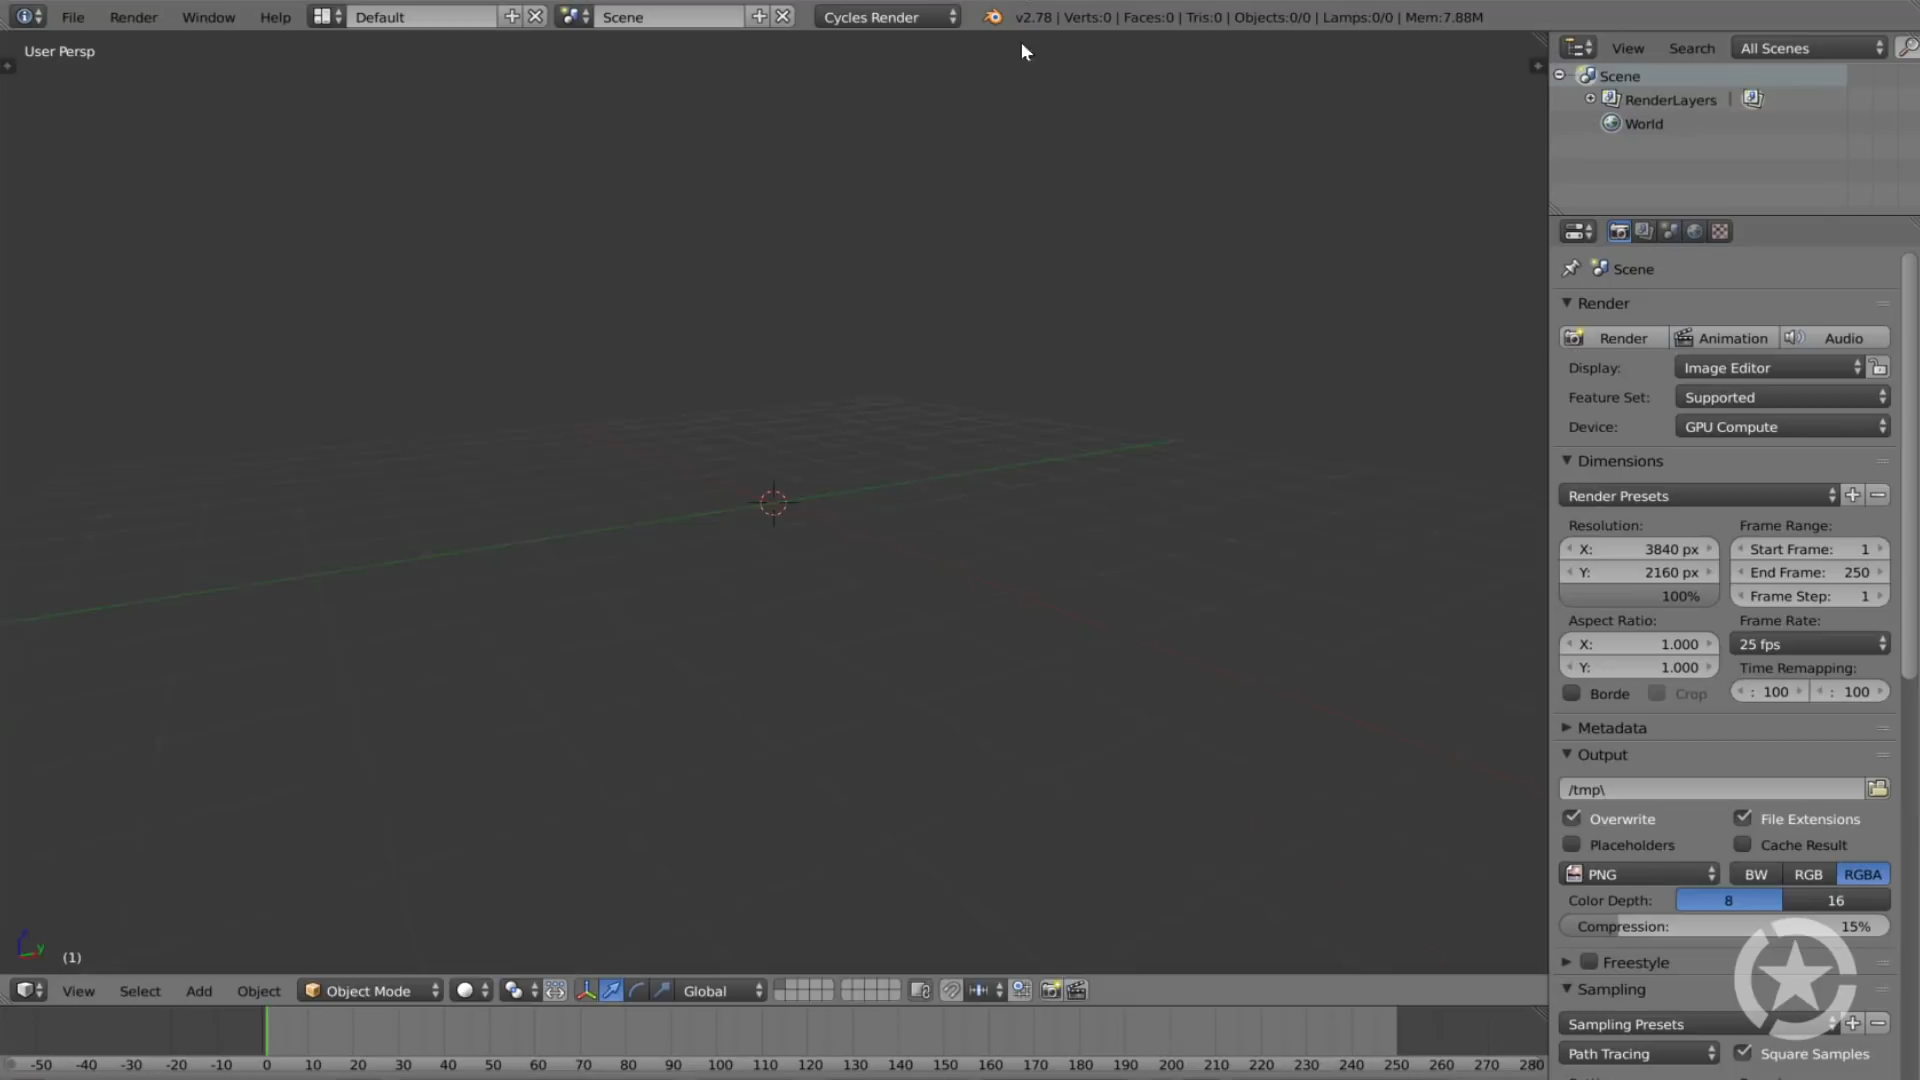 File Render Window Help Default Scene Cycles Render v2.78 | Verts:0 | Faces:0 | Tris:0 | Objects:0/0 | Lamps:0/0 | Mem:7.88M
User Persp
View Search All Scenes
Scene
RenderLayers
World
Scene
Render
Render Animation Audio
Display: Image Editor
Feature Set: Supported
Device: GPU Compute
Dimensions
Render Presets
Resolution: Frame Range:
X: 3840 px Start Frame: 1
Y: 2160 px End Frame: 250
100% Frame Step: 1
Aspect Ratio: Frame Rate:
X: 1.000 25 fps
Y: 1.000 Time Remapping:
Borde Crop : 100 : 100
Metadata
Output
/tmp\
Overwrite File Extensions
Placeholders Cache Result
PNG BW RGB RGBA
Color Depth: 8 16
Compression: 15%
Freestyle
Sampling
Sampling Presets
Path Tracing Square Samples
y (1)
View Select Add Object Object Mode Global
-50 -40 -30 -20 -10 0 10 20 30 40 50 60 70 80 90 100 110 120 130 140 150 160 170 180 190 200 210 220 230 240 250 260 270 280